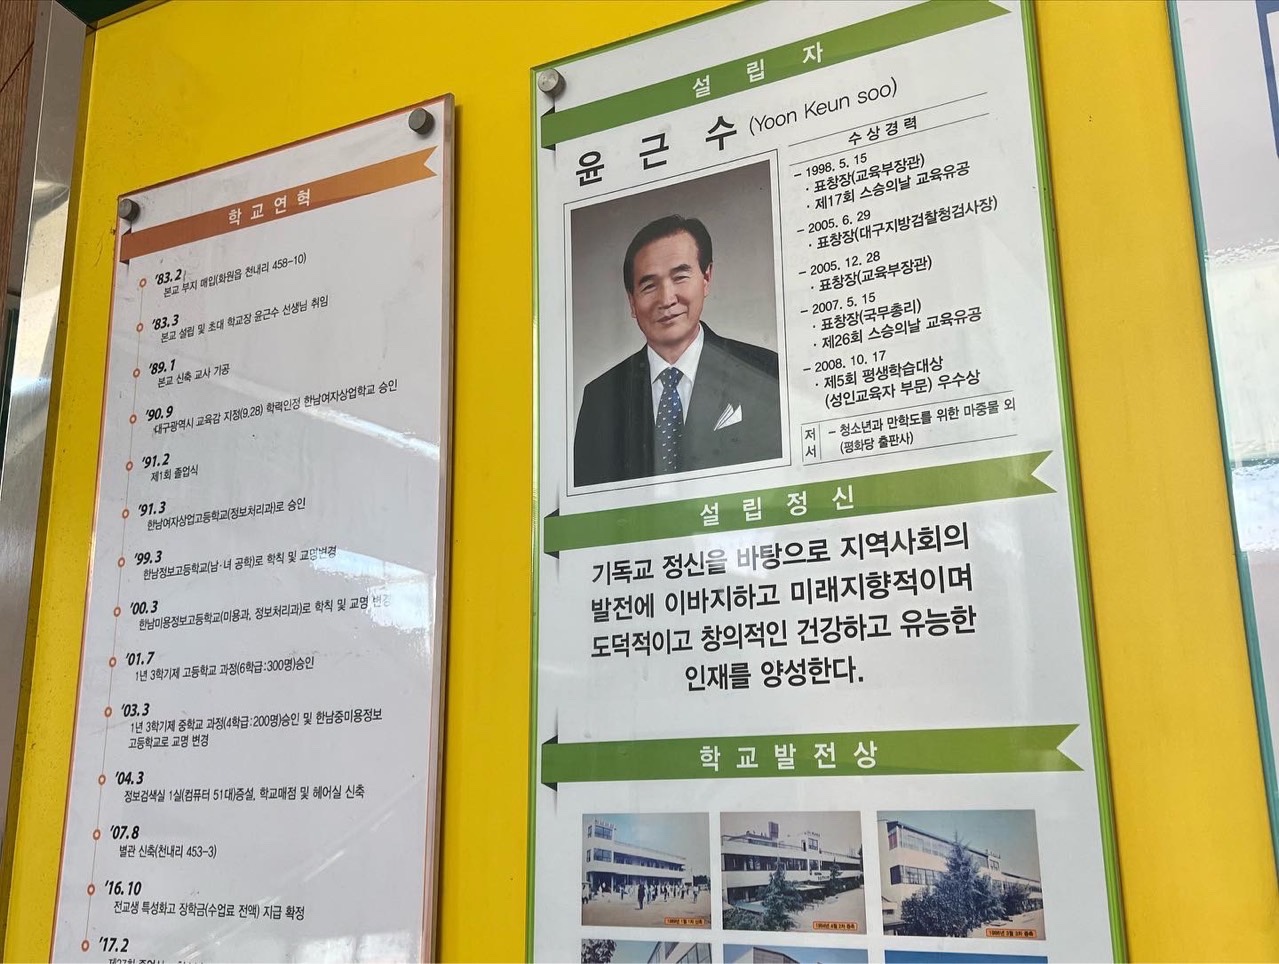 학교연혁
'83.2
본교 부지 매입(화원읍 천내리 458-10)
'83.3
본교 설립 및 초대 학교장 윤근수 선생님 취임
'89.1
본교 신축 교사 가공
'90.9
대구광역시 교육감 지정(9.28) 학력인정 한남여자상업학교 승인
'91.2
제1회 졸업식
'91.3
한남여자상업고등학교(정보처리과)로 승인
'99.3
한남정보고등학교(남·녀 공학)로 학칙 및 교명변경
'00.3
한남미용정보고등학교(미용과, 정보처리과)로 학칙 및 교명 변경
'01.7
1년 3학기제 고등학교 과정(6학급:300명)승인
'03.3
1년 3학기제 중학교 과정(4학급:200명)승인 및 한남중미용정보
고등학교로 교명 변경
'04.3
정보검색실 1실(컴퓨터 51대)증설, 학교매점 및 헤어실 신축
'07.8
별관 신축(천내리 453-3)
'16.10
전교생 특성화고 장학금(수업료 전액) 지급 확정
'17.2
설립자
윤근수 (Yoon Keun soo)
수상경력
- 1998. 5. 15
· 표창장(교육부장관)
· 제17회 스승의날 교육유공
- 2005. 6. 29
· 표창장(대구지방검찰청검사장)
- 2005. 12. 28
· 표창장(교육부장관)
- 2007. 5. 15
· 표창장(국무총리)
· 제26회 스승의날 교육유공
- 2008. 10. 17
· 제5회 평생학습대상
(성인교육자 부문) 우수상
저서
- 청소년과 만학도를 위한 마중물 외
(평화당 출판사)
설립정신
기독교 정신을 바탕으로 지역사회의
발전에 이바지하고 미래지향적이며
도덕적이고 창의적인 건강하고 유능한
인재를 양성한다.
학교발전상